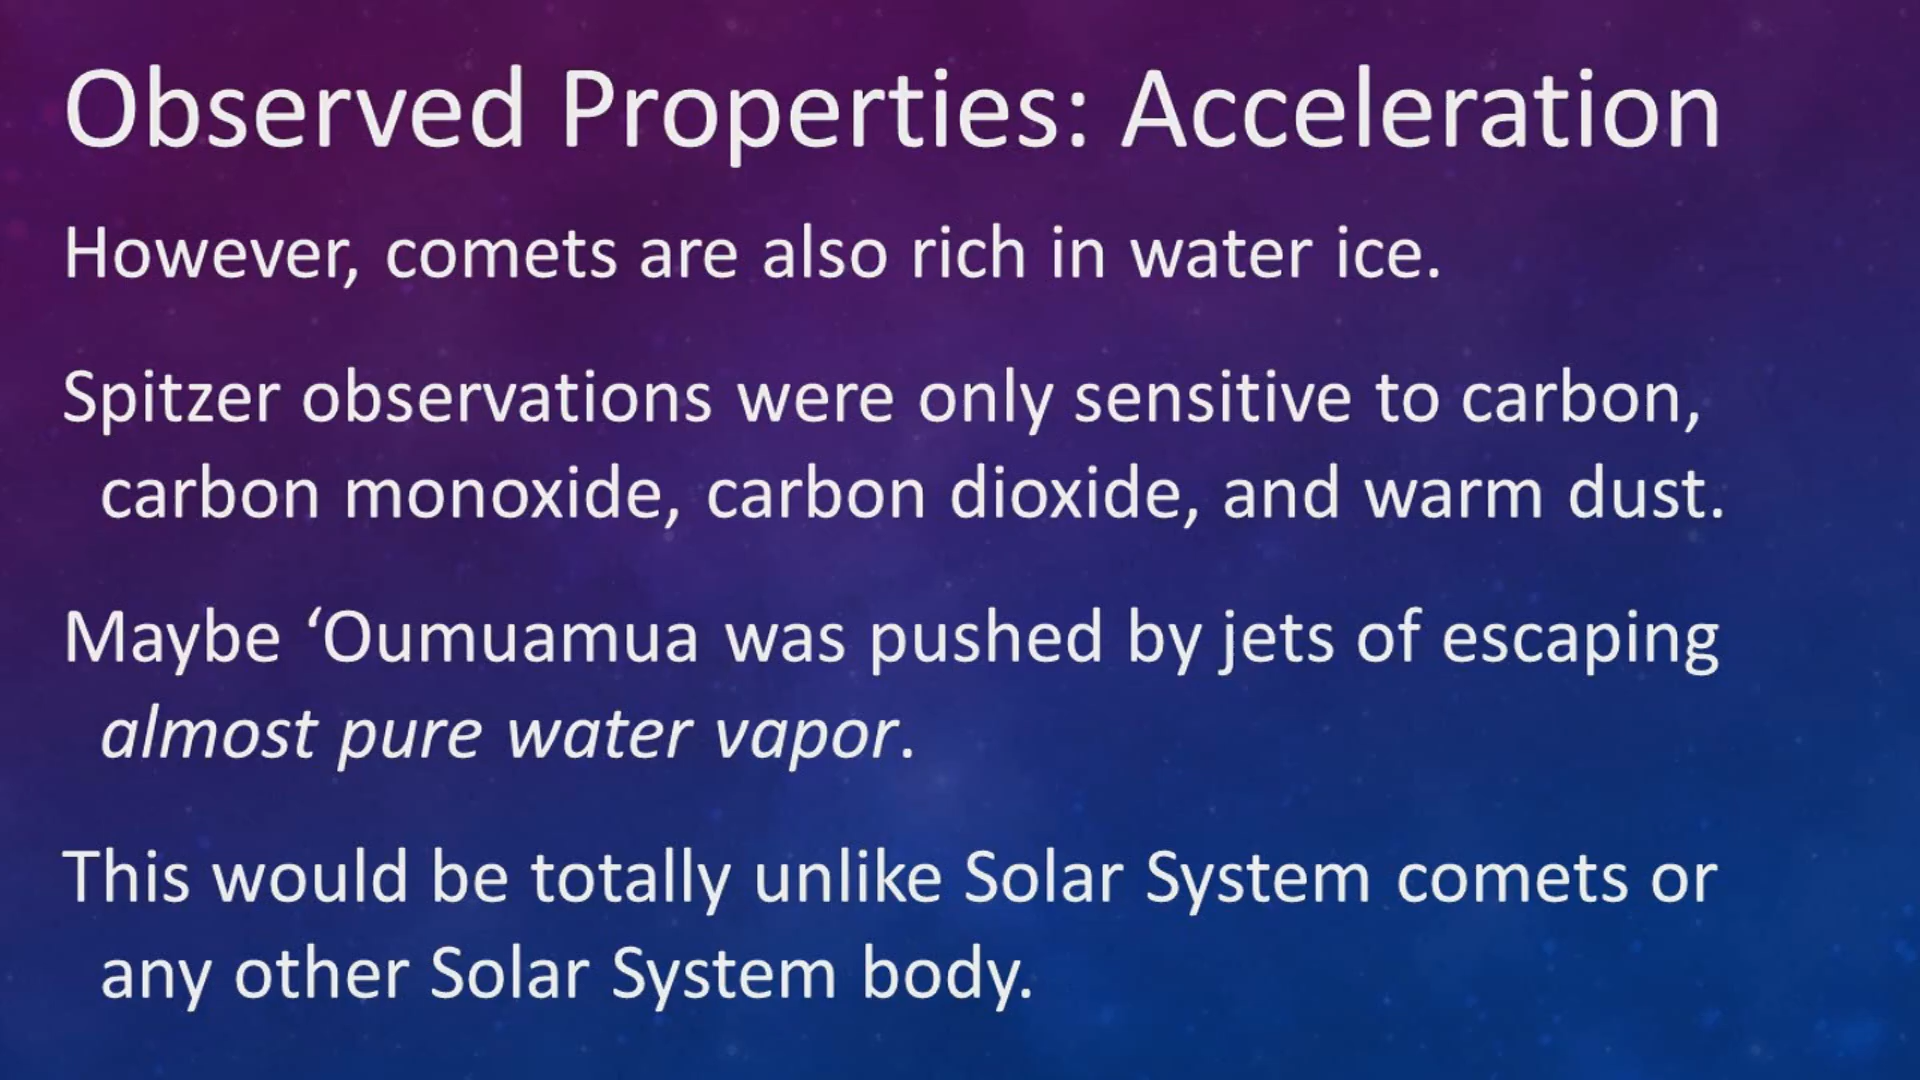 Observed Properties: Acceleration
However, comets are also rich in water ice.
Spitzer observations were only sensitive to carbon,
carbon monoxide, carbon dioxide, and warm dust.
Maybe ‘Oumuamua was pushed by jets of escaping
almost pure water vapor.
This would be totally unlike Solar System comets or
any other Solar System body.